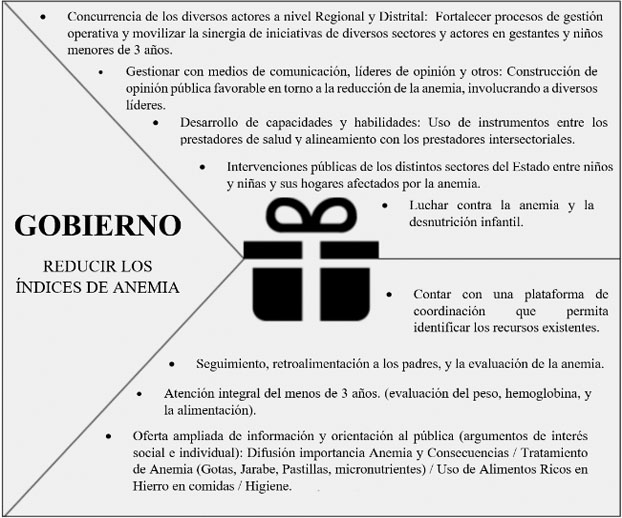 • Concurrencia de los diversos actores a nivel Regional y Distrital: Fortalecer procesos de gestión
operativa y movilizar la sinergia de iniciativas de diversos sectores y actores en gestantes y niños
menores de 3 años.
• Gestionar con medios de comunicación, líderes de opinión y otros: Construcción de
opinión pública favorable en torno a la reducción de la anemia, involucrando a diversos
líderes.
• Desarrollo de capacidades y habilidades: Uso de instrumentos entre los
prestadores de salud y alineamiento con los prestadores intersectoriales.
• Intervenciones públicas de los distintos sectores del Estado entre niños
y niñas y sus hogares afectados por la anemia.
• Luchar contra la anemia y la
desnutrición infantil.
GOBIERNO
REDUCIR LOS
ÍNDICES DE ANEMIA
• Contar con una plataforma de
coordinación que permita
identificar los recursos existentes.
• Seguimiento, retroalimentación a los padres, y la evaluación de la anemia.
• Atención integral del menos de 3 años. (evaluación del peso, hemoglobina, y
la alimentación).
• Oferta ampliada de información y orientación al pública (argumentos de interés
social e individual): Difusión importancia Anemia y Consecuencias / Tratamiento
de Anemia (Gotas, Jarabe, Pastillas, micronutrientes) / Uso de Alimentos Ricos en
Hierro en comidas / Higiene.